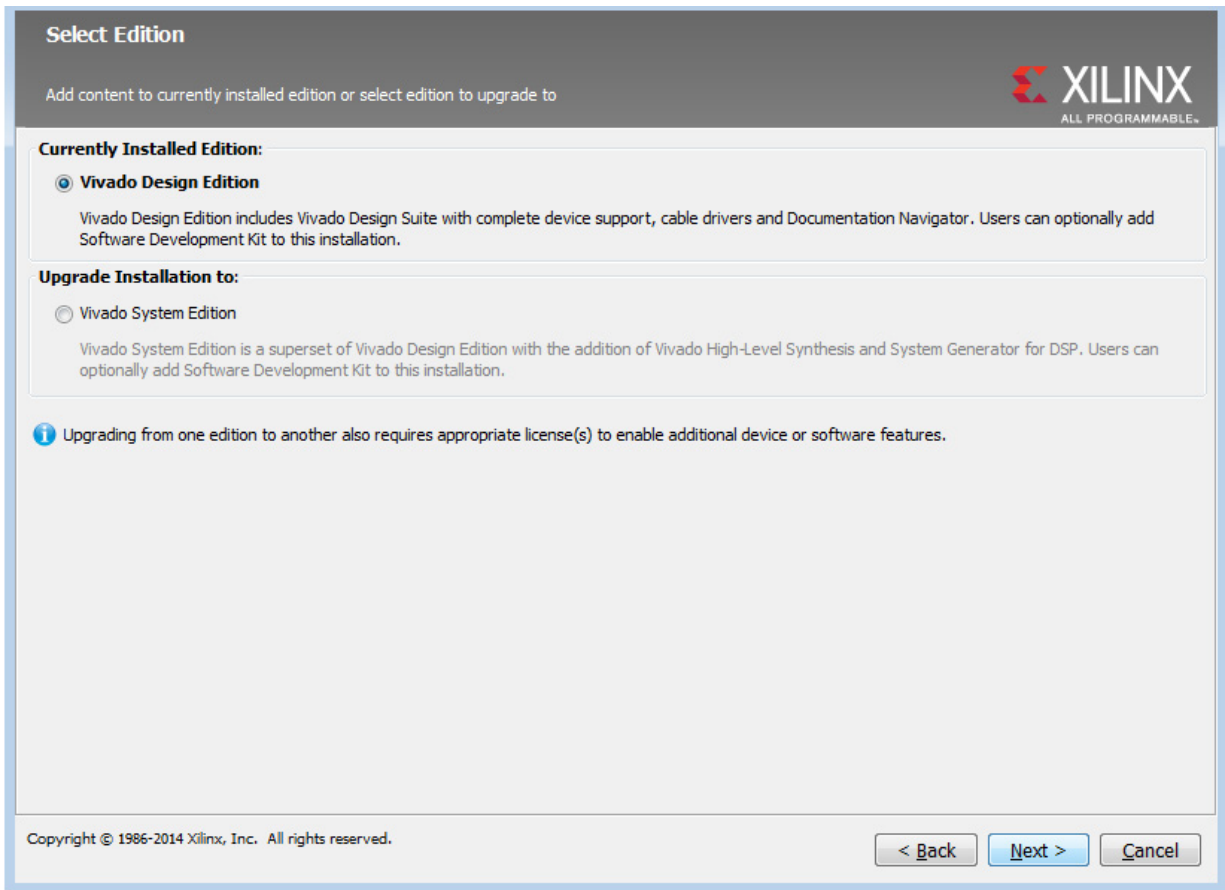 Select Edition
Add content to currently installed edition or select edition to upgrade to
XILINX
ALL PROGRAMMABLE™
Currently Installed Edition:
Vivado Design Edition
Vivado Design Edition includes Vivado Design Suite with complete device support, cable drivers and Documentation Navigator. Users can optionally add
Software Development Kit to this installation.
Upgrade Installation to:
Vivado System Edition
Vivado System Edition is a superset of Vivado Design Edition with the addition of Vivado High-Level Synthesis and System Generator for DSP. Users can
optionally add Software Development Kit to this installation.
Upgrading from one edition to another also requires appropriate license(s) to enable additional device or software features.
Copyright © 1986-2014 Xilinx, Inc. All rights reserved.
< Back Next > Cancel